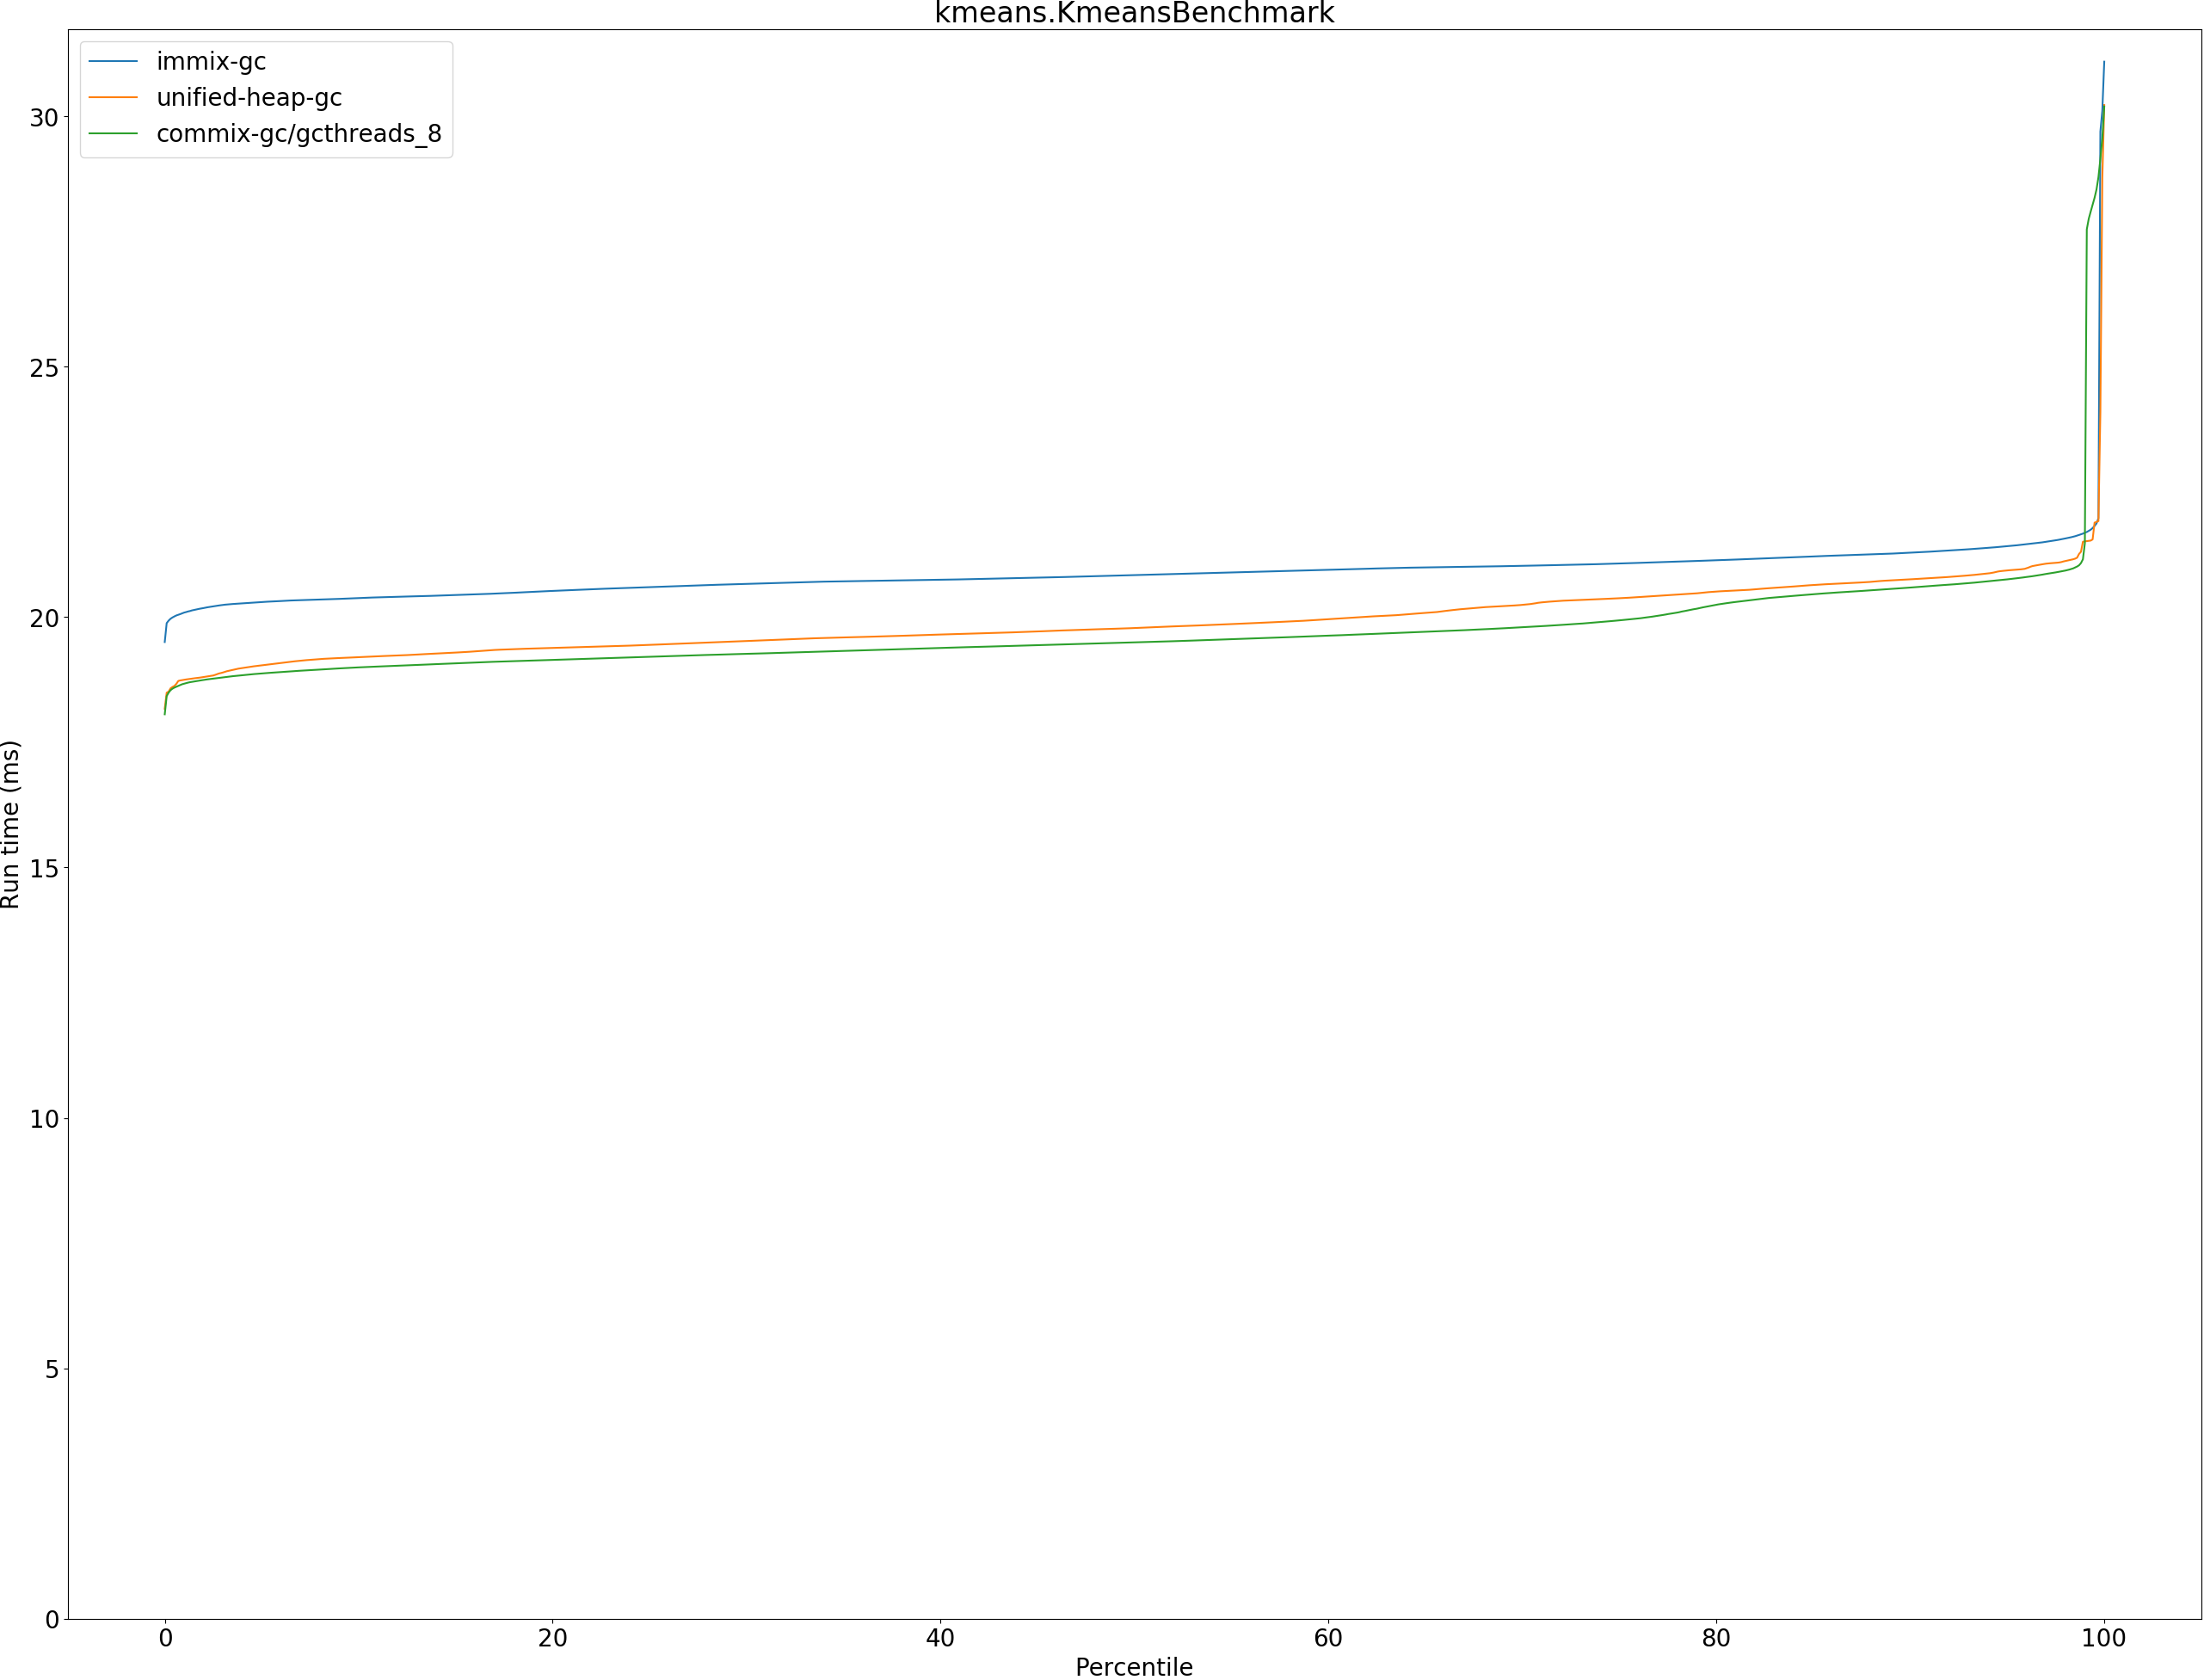 kmeans.KmeansBenchmark
immix-gc
unified-heap-gc
commix-gc/gcthreads_8
30
25
20
15
10
5
0
Run time (ms)
0 20 40 60 80 100
Percentile